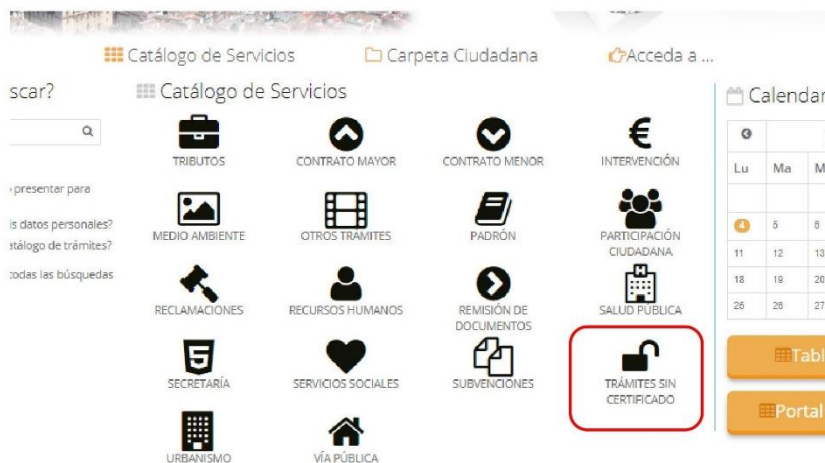 Catálogo de Servicios Carpeta Ciudadana Acceda a ...
scar?
presentar para
is datos personales?
atálogo de trámites?
todas las búsquedas
Catálogo de Servicios
TRIBUTOS CONTRATO MAYOR CONTRATO MENOR INTERVENCIÓN
MEDIO AMBIENTE OTROS TRAMITES PADRÓN PARTICIPACIÓN
CIUDADANA
RECLAMACIONES RECURSOS HUMANOS REMISIÓN DE SALUD PÚBLICA
DOCUMENTOS
SECRETARÍA SERVICIOS SOCIALES SUBVENCIONES TRÁMITES SIN
CERTIFICADO
URBANISMO VÍA PÚBLICA
Calendar
Lu Ma M
4 5 6
11 12 13
18 19 20
25 26 27
Tabl
Portal